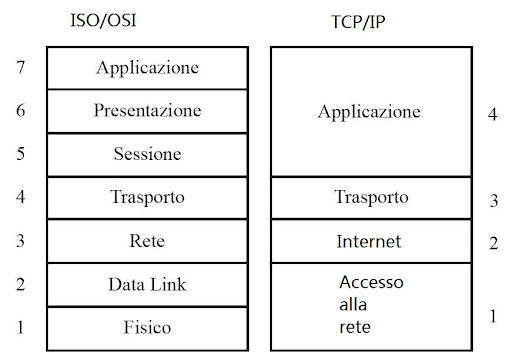 ISO/OSI
TCP/IP
7 Applicazione
6 Presentazione
5 Sessione
4 Trasporto
3 Rete
2 Data Link
1 Fisico
Applicazione 4
Trasporto 3
Internet 2
Accesso
alla
rete
1